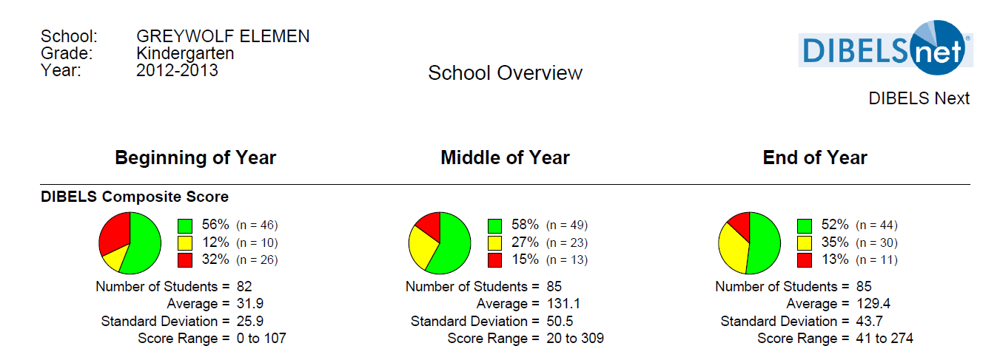 School: GREYWOLF ELEMEN
Grade: Kindergarten
Year: 2012-2013
School Overview
DIBELSnet®
DIBELS Next
Beginning of Year Middle of Year End of Year
DIBELS Composite Score
56% (n = 46) 58% (n = 49) 52% (n = 44)
12% (n = 10) 27% (n = 23) 35% (n = 30)
32% (n = 26) 15% (n = 13) 13% (n = 11)
Number of Students = 82 Number of Students = 85 Number of Students = 85
Average = 31.9 Average = 131.1 Average = 129.4
Standard Deviation = 25.9 Standard Deviation = 50.5 Standard Deviation = 43.7
Score Range = 0 to 107 Score Range = 20 to 309 Score Range = 41 to 274